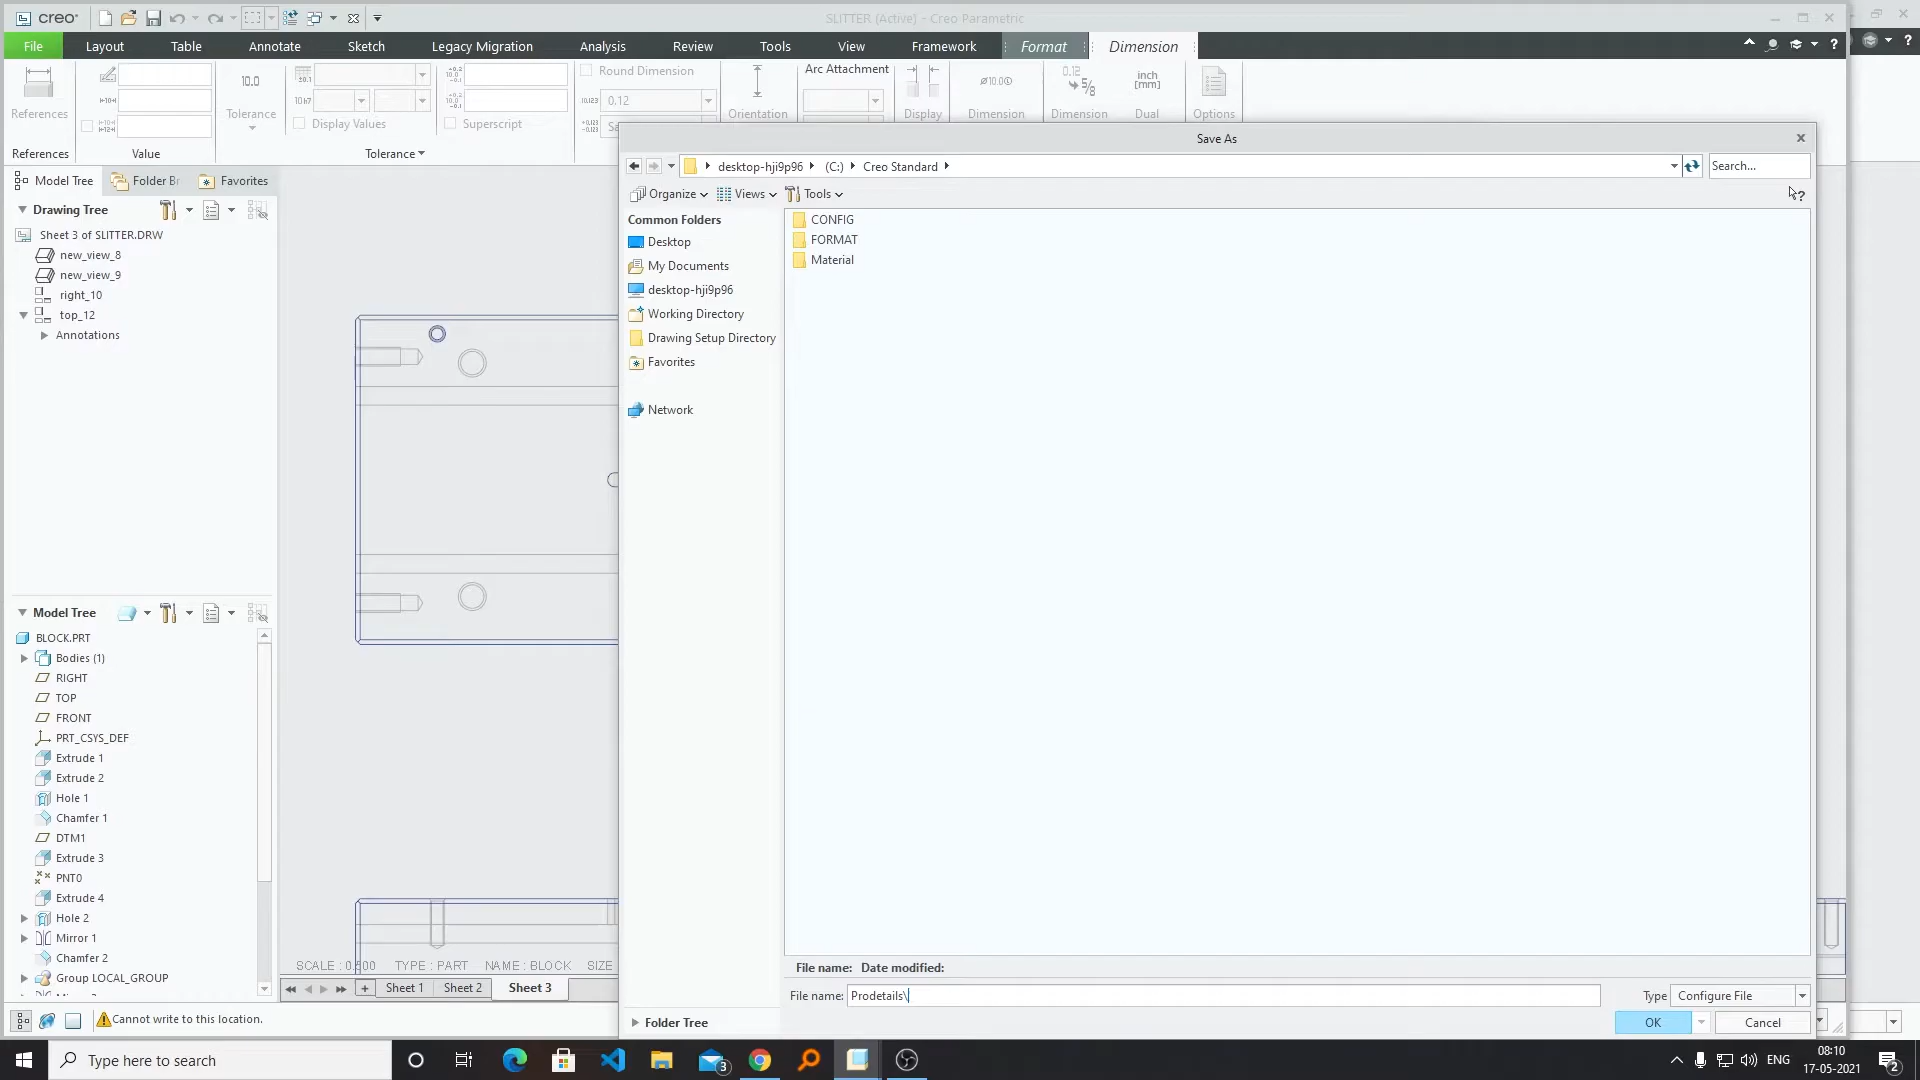 creo
SLITTER (Active) - Creo Parametric
File
Layout
Table
Annotate
Sketch
Legacy Migration
Analysis
Review
Tools
View
Framework
Format
Dimension
References
10.0
Tolerance
Display Values
Superscript
Round Dimension
0.12
Orientation
Arc Attachment
Display
Dimension
Dimension
inch
[mm]
Dual
Options
References
Value
Tolerance
Save As
desktop-hji9p96
(C:)
Creo Standard
Search...
Organize
Views
Tools
Common Folders
Desktop
My Documents
desktop-hji9p96
Working Directory
Drawing Setup Directory
Favorites
Network
CONFIG
FORMAT
Material
File name:
Date modified:
File name: Prodetails\
Type Configure File
Folder Tree
OK
Cancel
Model Tree
Folder Br
Favorites
Drawing Tree
Sheet 3 of SLITTER.DRW
new_view_8
new_view_9
right_10
top_12
Annotations
Model Tree
BLOCK.PRT
Bodies (1)
RIGHT
TOP
FRONT
PRT_CSYS_DEF
Extrude 1
Extrude 2
Hole 1
Chamfer 1
DTM1
Extrude 3
PNT0
Extrude 4
Hole 2
Mirror 1
Chamfer 2
Group LOCAL_GROUP
SCALE : 0.500 TYPE : PART NAME : BLOCK SIZE
Sheet 1
Sheet 2
Sheet 3
Cannot write to this location.
Type here to search
3
ENG
08:10
17-05-2021
2